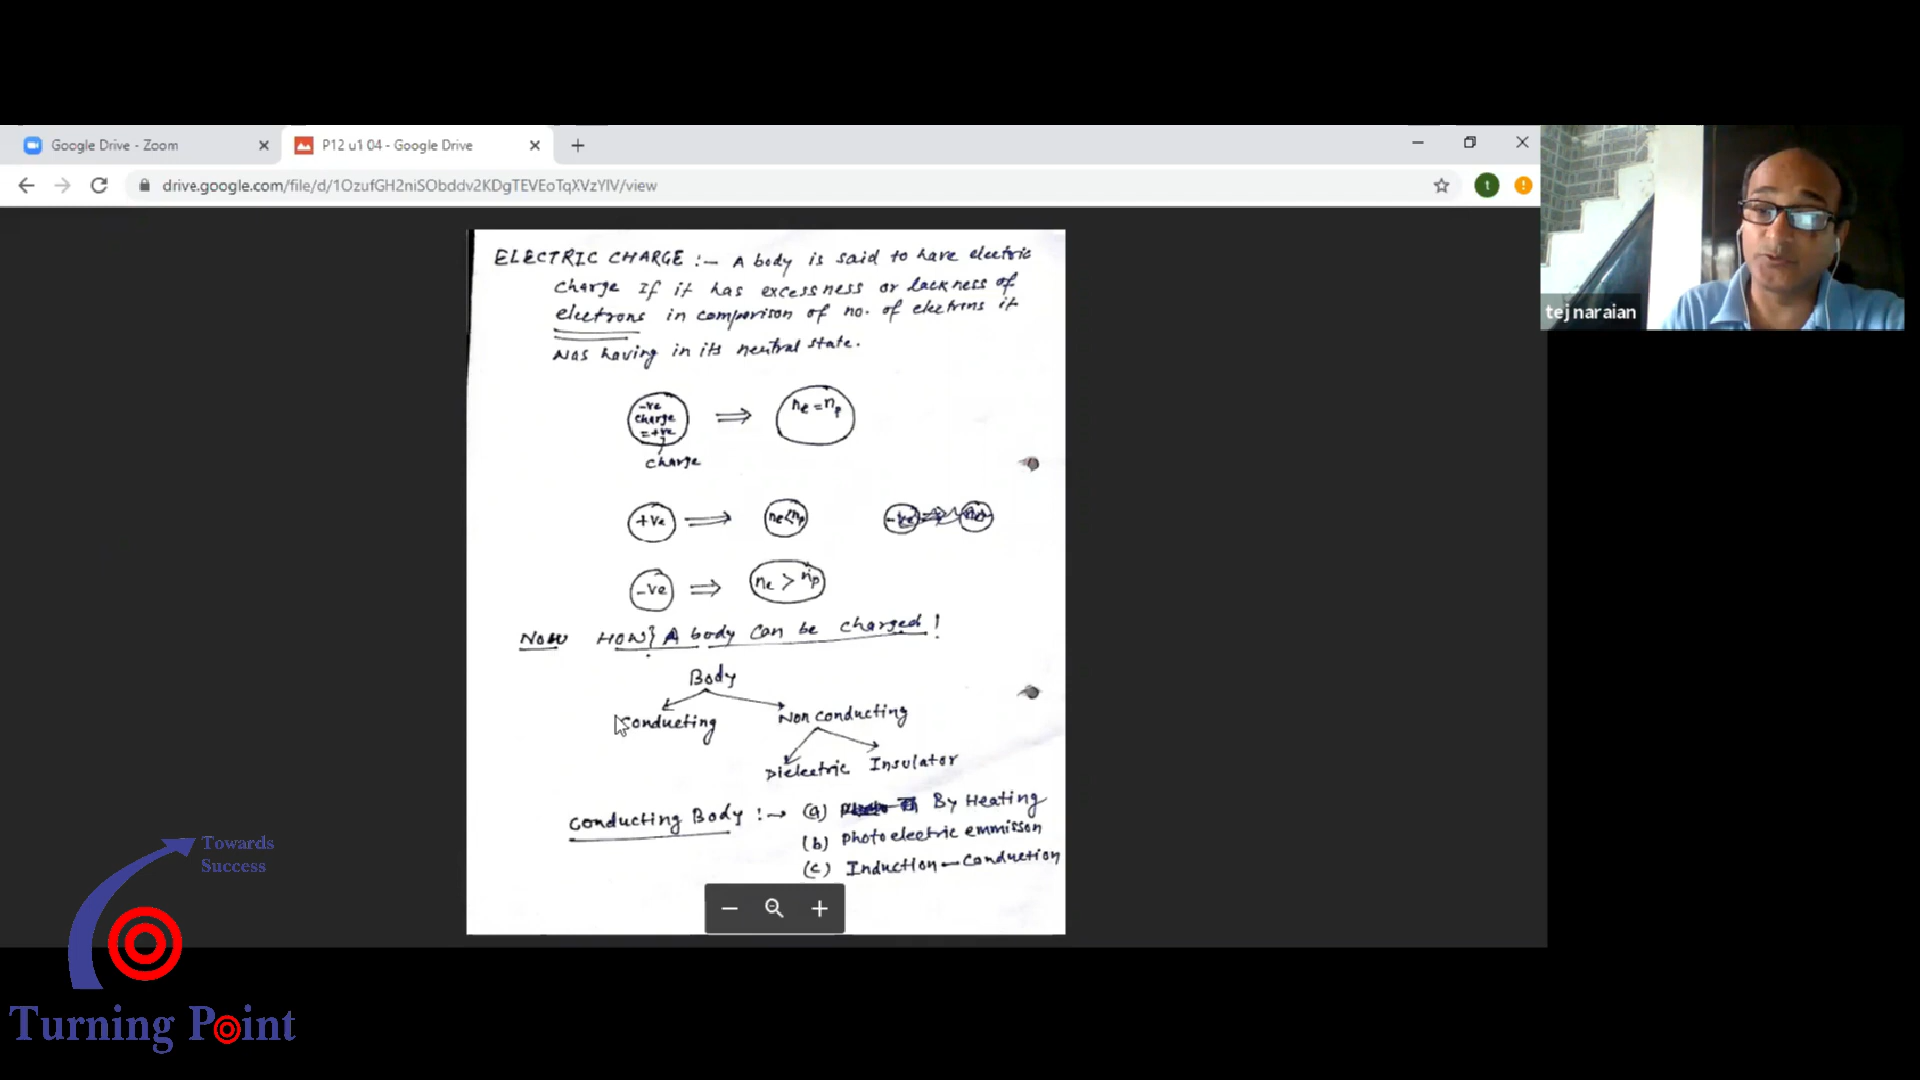 Google Drive - Zoom
P12 u1 04 - Google Drive
drive.google.com/file/d/1OzufGH2niSObddv2KDgTEVEoTqXVzYlV/view
t
tej naraian
ELECTRIC CHARGE :- A body is said to have electric
charge If it has excessness or lackness of
electrons in comparison of no. of electrons it
was having in its neutral state.
-ve charge = +ve charge ⇒ ne = np
+ve ⇒ ne < np
-ve ⇒ ne > np
Now HOW } A body can be charged !
Body
Conducting Non conducting
Dielectric Insulator
Conducting Body :→ (a) By Heating
(b) Photo electric emmisson
(c) Induction - Conduction
Towards
Success
Turning Point